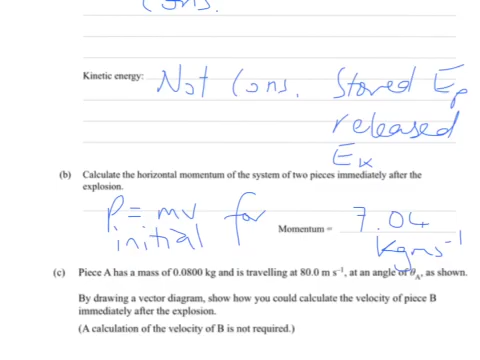 Cons.
Kinetic energy: Not Cons. Stored Ep
released
Ek
(b) Calculate the horizontal momentum of the system of two pieces immediately after the
explosion.
P = mv for
initial
Momentum = 7.04
kgms⁻¹
(c) Piece A has a mass of 0.0800 kg and is travelling at 80.0 m s⁻¹, at an angle of θA, as shown.
By drawing a vector diagram, show how you could calculate the velocity of piece B
immediately after the explosion.
(A calculation of the velocity of B is not required.)